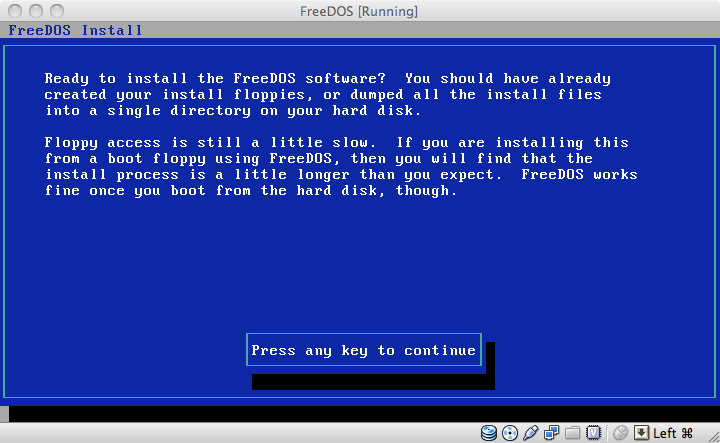 FreeDOS [Running]
FreeDOS Install
Ready to install the FreeDOS software?  You should have already
created your install floppies, or dumped all the install files
into a single directory on your hard disk.
Floppy access is still a little slow.  If you are installing this
from a boot floppy using FreeDOS, then you will find that the
install process is a little longer than you expect.  FreeDOS works
fine once you boot from the hard disk, though.
Press any key to continue
Left ⌘